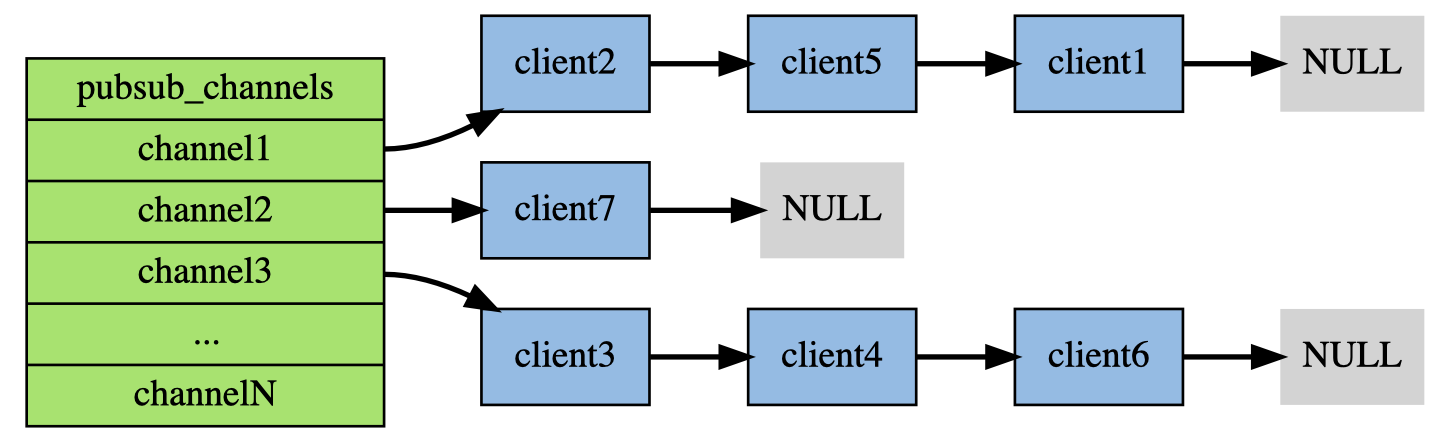 pubsub_channels
channel1
channel2
channel3
...
channelN
client2 client5 client1 NULL
client7 NULL
client3 client4 client6 NULL